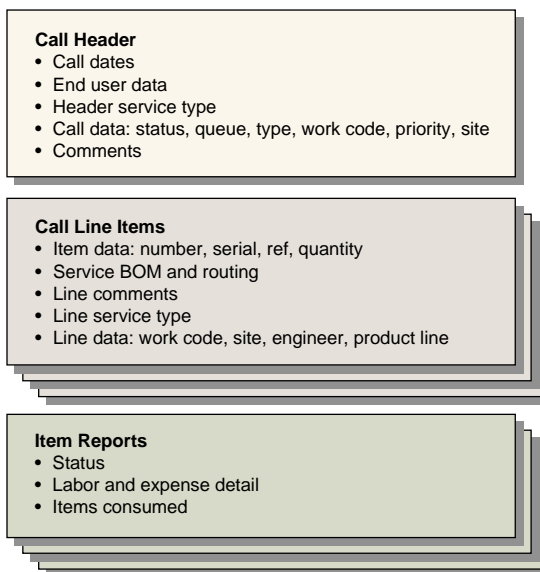 Call Header
• Call dates
• End user data
• Header service type
• Call data: status, queue, type, work code, priority, site
• Comments
Call Line Items
• Item data: number, serial, ref, quantity
• Service BOM and routing
• Line comments
• Line service type
• Line data: work code, site, engineer, product line
Item Reports
• Status
• Labor and expense detail
• Items consumed